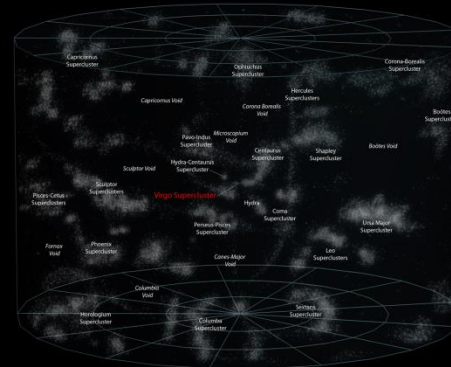 Capricornus
Supercluster
Ophiuchus
Supercluster
Corona-Borealis
Supercluster
Capricornus Void
Hercules
Superclusters
Corona Borealis
Void
Boötes
Superclust
Pavo-Indus
Supercluster
Microscopium
Void
Centaurus
Supercluster
Shapley
Supercluster
Boötes Void
Sculptor Void
Hydra-Centaurus
Supercluster
Pisces-Cetus
Superclusters
Sculptor
Superclusters
Virgo Supercluster
Hydra
Coma
Supercluster
Perseus-Pisces
Supercluster
Ursa Major
Supercluster
Fornax
Void
Phoenix
Supercluster
Canes-Major
Void
Leo
Superclusters
Columba
Void
Horologium
Supercluster
Columba
Supercluster
Sextans
Supercluster